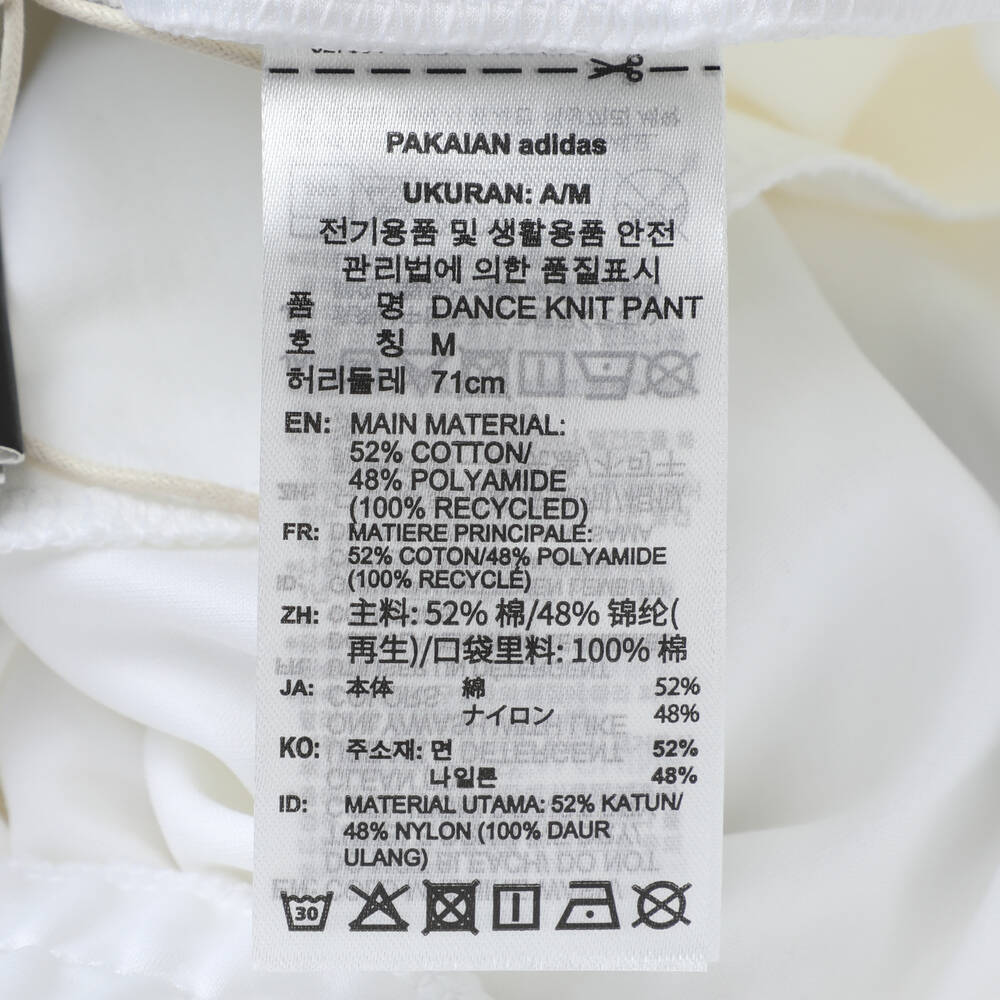 PAKAIAN adidas
UKURAN: A/M
전기용품 및 생활용품 안전
관리법에 의한 품질표시
품 명 DANCE KNIT PANT
호 칭 M
허리둘레 71cm
EN: MAIN MATERIAL:
52% COTTON/
48% POLYAMIDE
(100% RECYCLED)
FR: MATIERE PRINCIPALE:
52% COTON/48% POLYAMIDE
(100% RECYCLÉ)
ZH: 主料: 52% 棉/48% 锦纶(
再生)/口袋里料: 100% 棉
JA: 本体 綿 52%
ナイロン 48%
KO: 주소재: 면 52%
나일론 48%
ID: MATERIAL UTAMA: 52% KATUN/
48% NYLON (100% DAUR
ULANG)
30